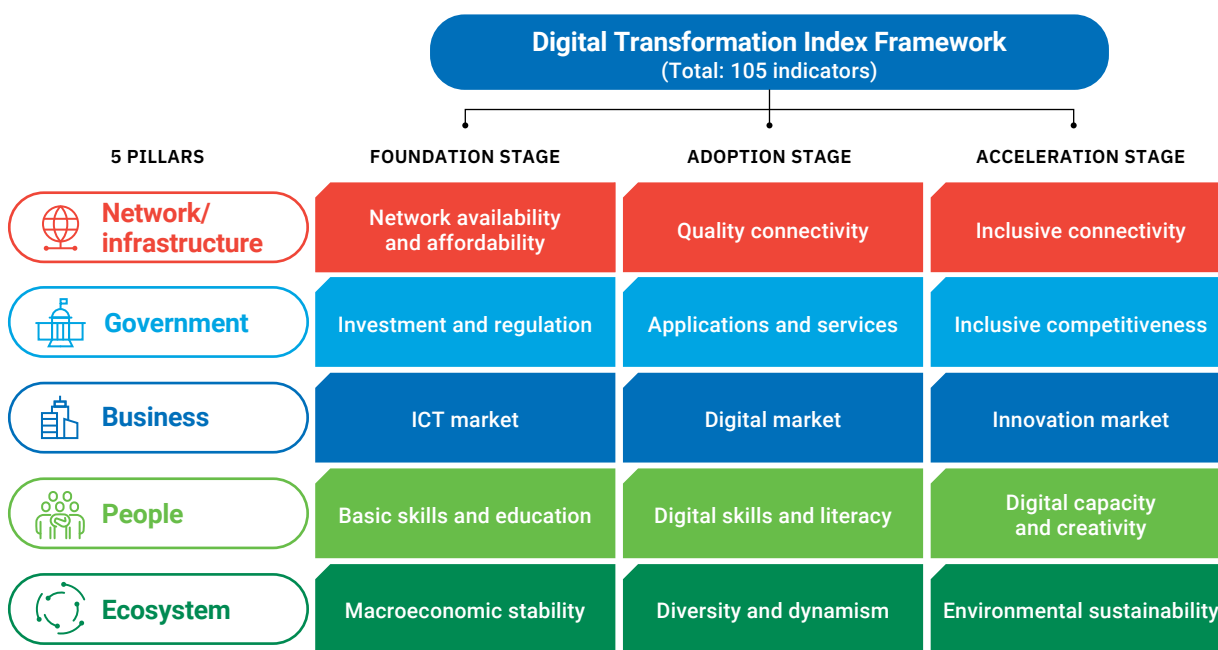 Digital Transformation Index Framework
(Total: 105 indicators)
5 PILLARS
FOUNDATION STAGE
ADOPTION STAGE
ACCELERATION STAGE
Network/
infrastructure
Network availability
and affordability
Quality connectivity
Inclusive connectivity
Government
Investment and regulation
Applications and services
Inclusive competitiveness
Business
ICT market
Digital market
Innovation market
People
Basic skills and education
Digital skills and literacy
Digital capacity
and creativity
Ecosystem
Macroeconomic stability
Diversity and dynamism
Environmental sustainability